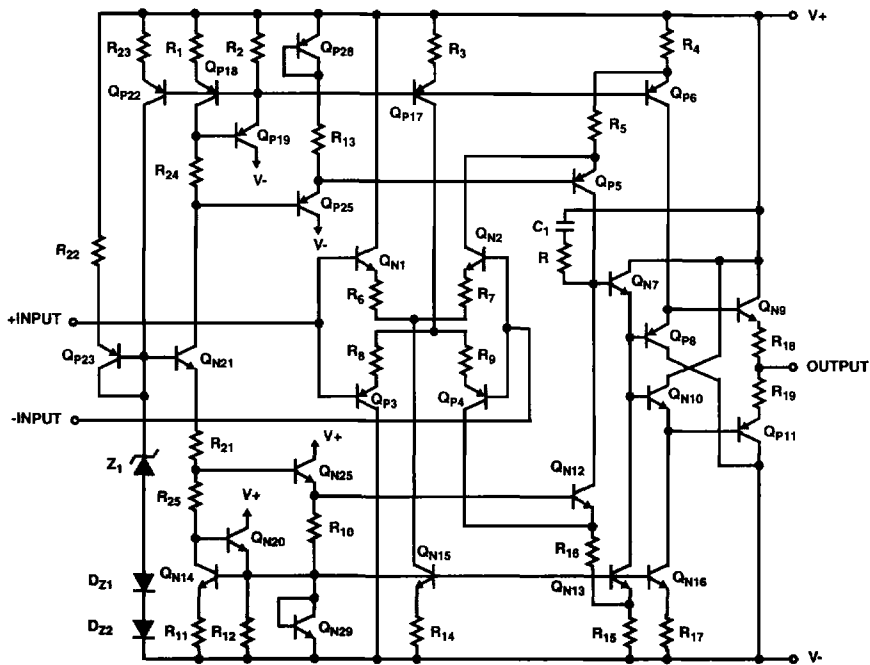 V+
R23
R1
R2
QP28
R3
R4
QP22
QP18
QP19
V-
R13
QP17
QP6
R5
R24
QP25
V-
QP5
C1
R
R22
QN1
QN2
QN7
QN9
R6
R7
+INPUT
QP8
R18
QP23
QN21
R8
R9
OUTPUT
QP3
QP4
QN10
R19
-INPUT
QP11
R21
V+
Z1
QN25
QN12
R25
V+
QN20
R10
R16
DZ1
QN14
QN15
QN13
QN16
DZ2
R11
R12
QN29
R14
R15
R17
V-